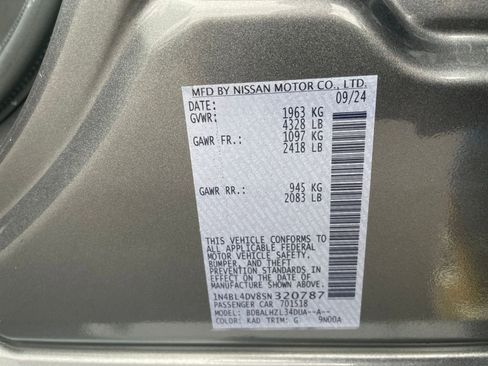 MFD BY NISSAN MOTOR CO., LTD.
DATE: 09/24
GVWR: 1963 KG
4328 LB
GAWR FR.: 1097 KG
2418 LB
GAWR RR.: 945 KG
2083 LB
THIS VEHICLE CONFORMS TO
ALL APPLICABLE FEDERAL
MOTOR VEHICLE SAFETY,
BUMPER, AND THEFT
PREVENTION STANDARDS
IN EFFECT ON THE DATE OF
MANUFACTURE SHOWN ABOVE.
1N4BL4DV8SN320787
PASSENGER CAR 701518
MODEL: BDBALHZL34DUA--A--
COLOR: KAD TRIM: G 9N00A